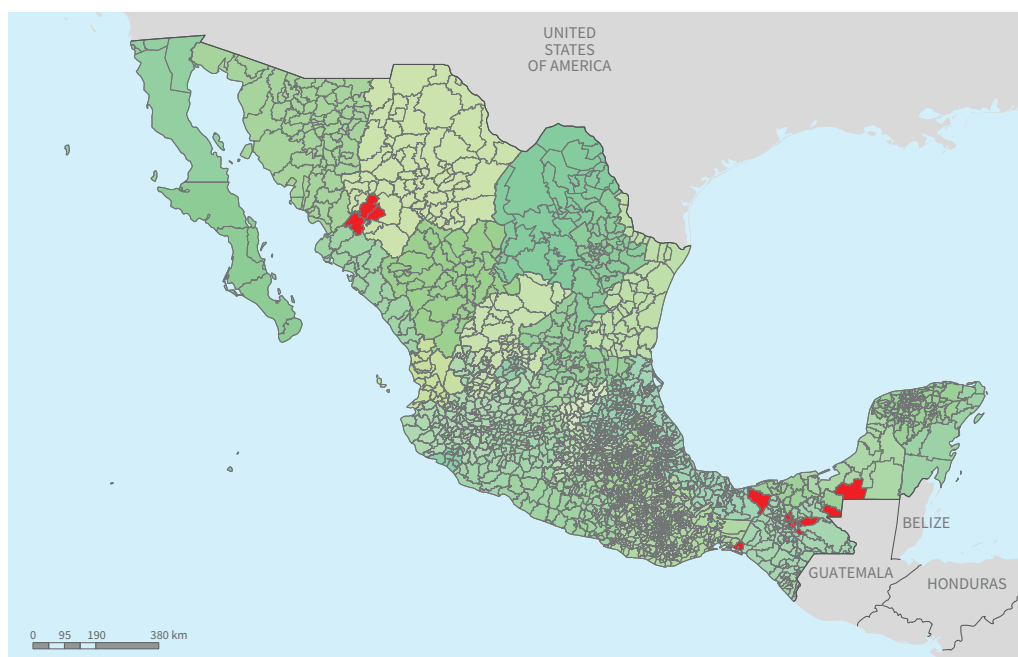 UNITED
STATES
OF AMERICA
BELIZE
GUATEMALA
HONDURAS
0 95 190 380 km